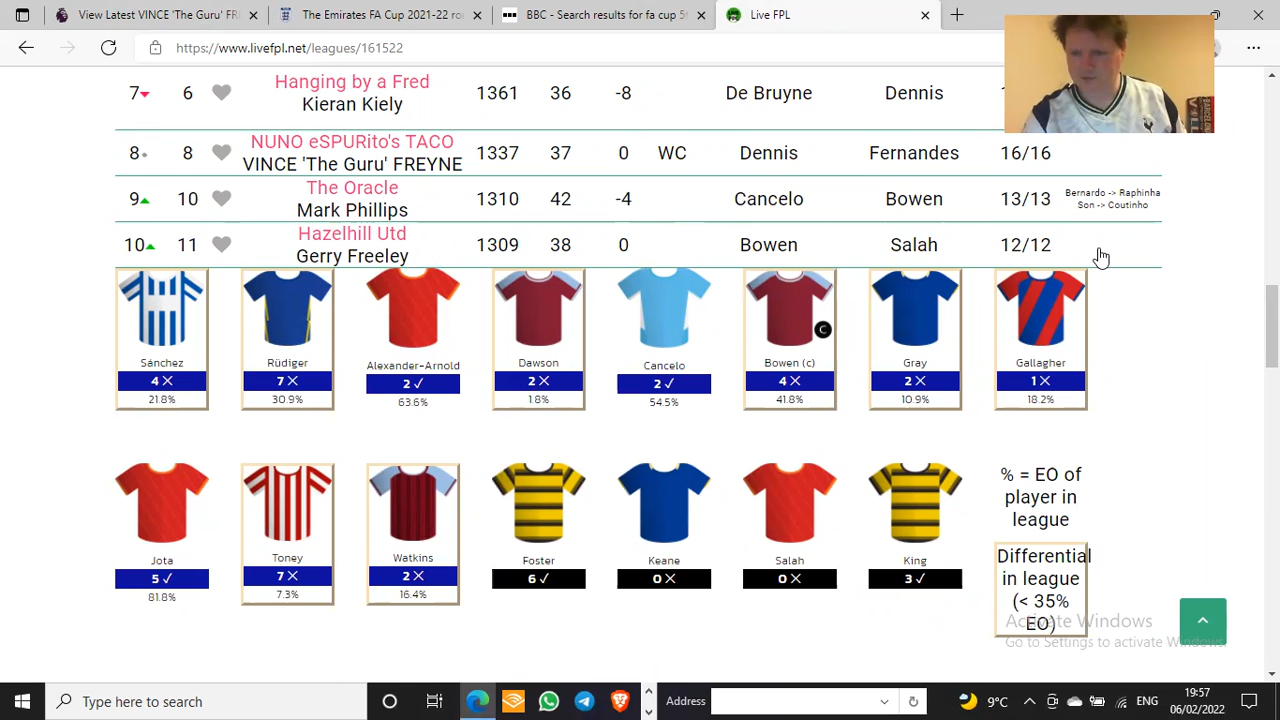 View Latest VINCE 'The Guru' FR
The Emirates FA Cup 2021-22 ro
BBC - Search results for fa cup 5
Live FPL
https://www.livefpl.net/leagues/161522
7 6 Hanging by a Fred 1361 36 -8 De Bruyne Dennis
Kieran Kiely
8 8 NUNO eSPURito's TACO 1337 37 0 WC Dennis Fernandes 16/16
VINCE 'The Guru' FREYNE
9 10 The Oracle 1310 42 -4 Cancelo Bowen 13/13 Bernardo -> Raphinha
Mark Phillips Son -> Coutinho
10 11 Hazelhill Utd 1309 38 0 Bowen Salah 12/12
Gerry Freeley
Sánchez Rüdiger Alexander-Arnold Dawson Cancelo Bowen (c) Gray Gallagher
C
4 ✕ 7 ✕ 2 ✓ 2 ✕ 2 ✓ 4 ✕ 2 ✕ 1 ✕
21.8% 30.9% 63.6% 1.8% 54.5% 41.8% 10.9% 18.2%
Jota Toney Watkins Foster Keane Salah King
5 ✓ 7 ✕ 2 ✕ 6 ✓ 0 ✕ 0 ✕ 3 ✓
81.8% 7.3% 16.4%
% = EO of
player in
league
Differential
in league
(< 35%
EO)
Activate Windows
Go to Settings to activate Windows.
Type here to search
Address
9°C
ENG
19:57
06/02/2022